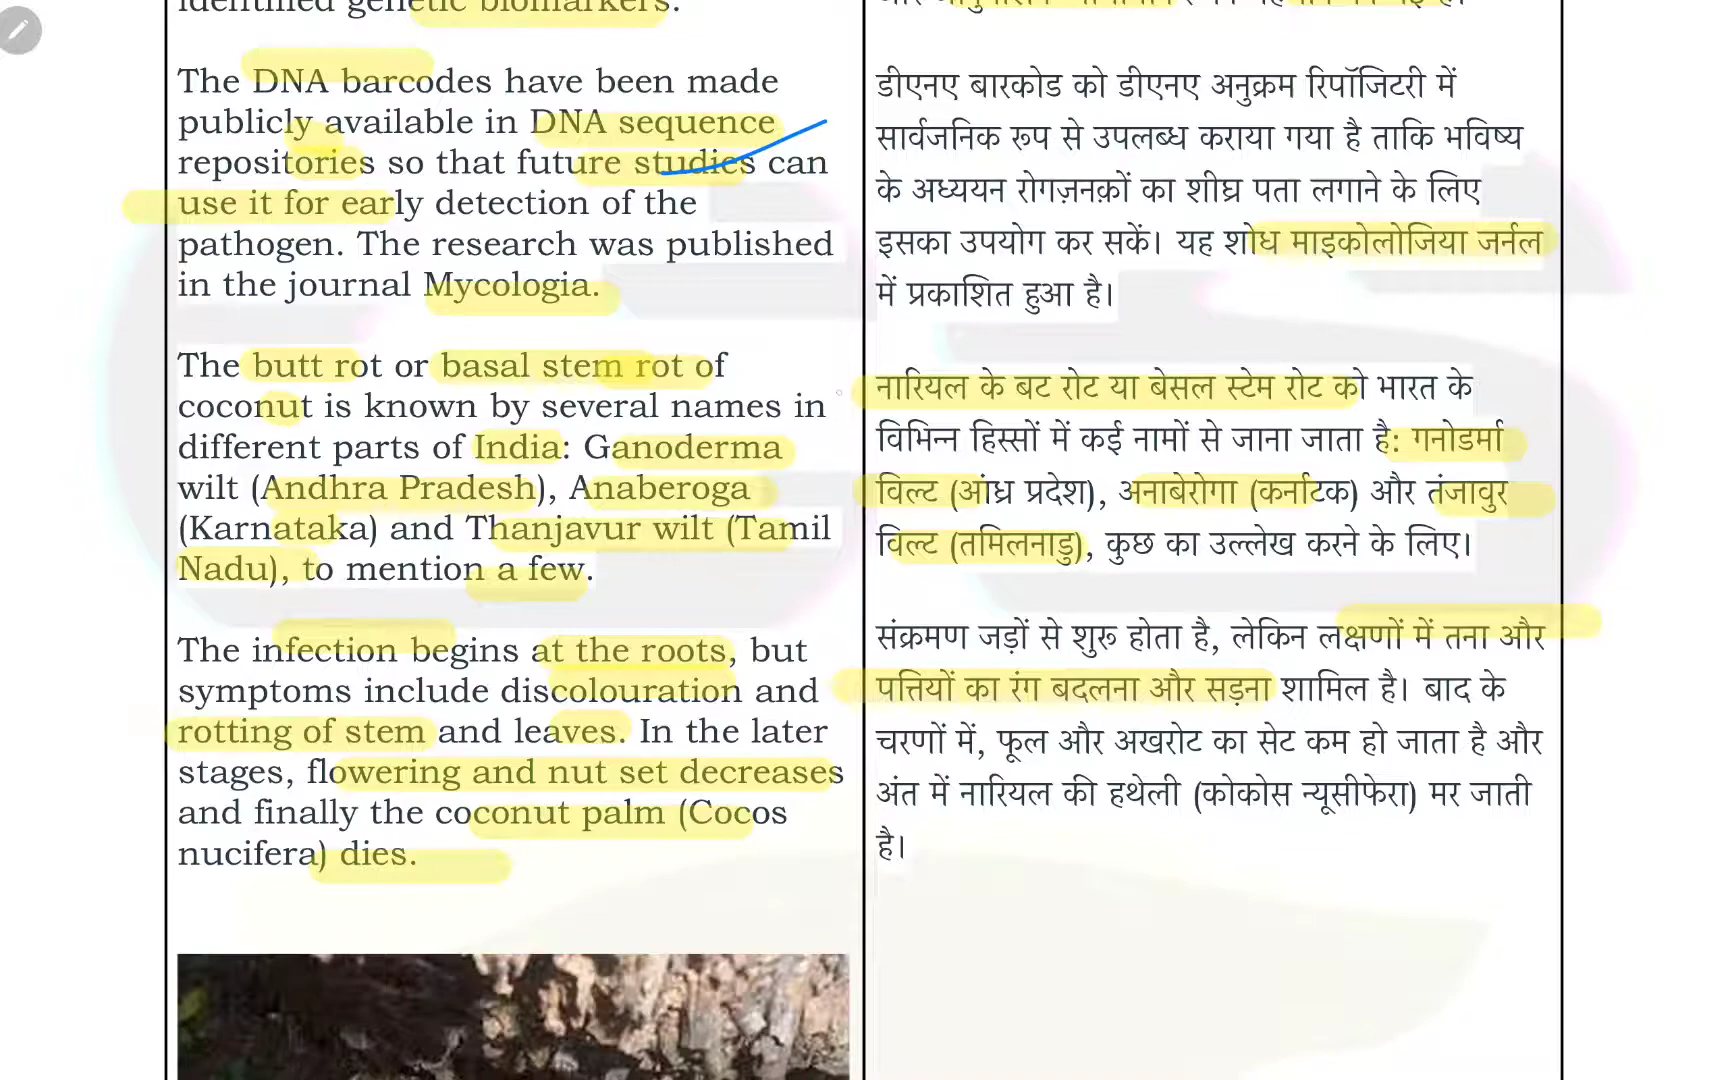 identified genetic biomarkers.
The DNA barcodes have been made
publicly available in DNA sequence
repositories so that future studies can
use it for early detection of the
pathogen. The research was published
in the journal Mycologia.
The butt rot or basal stem rot of
coconut is known by several names in
different parts of India: Ganoderma
wilt (Andhra Pradesh), Anaberoga
(Karnataka) and Thanjavur wilt (Tamil
Nadu), to mention a few.
The infection begins at the roots, but
symptoms include discolouration and
rotting of stem and leaves. In the later
stages, flowering and nut set decreases
and finally the coconut palm (Cocos
nucifera) dies.
डीएनए बारकोड को डीएनए अनुक्रम रिपॉजिटरी में
सार्वजनिक रूप से उपलब्ध कराया गया है ताकि भविष्य
के अध्ययन रोगज़नक़ों का शीघ्र पता लगाने के लिए
इसका उपयोग कर सकें। यह शोध माइकोलोजिया जर्नल
में प्रकाशित हुआ है।
नारियल के बट रोट या बेसल स्टेम रोट को भारत के
विभिन्न हिस्सों में कई नामों से जाना जाता है: गनोडर्मा
विल्ट (आंध्र प्रदेश), अनाबेरोगा (कर्नाटक) और तंजावुर
विल्ट (तमिलनाडु), कुछ का उल्लेख करने के लिए।
संक्रमण जड़ों से शुरू होता है, लेकिन लक्षणों में तना और
पत्तियों का रंग बदलना और सड़ना शामिल है। बाद के
चरणों में, फूल और अखरोट का सेट कम हो जाता है और
अंत में नारियल की हथेली (कोकोस न्यूसीफेरा) मर जाती
है।